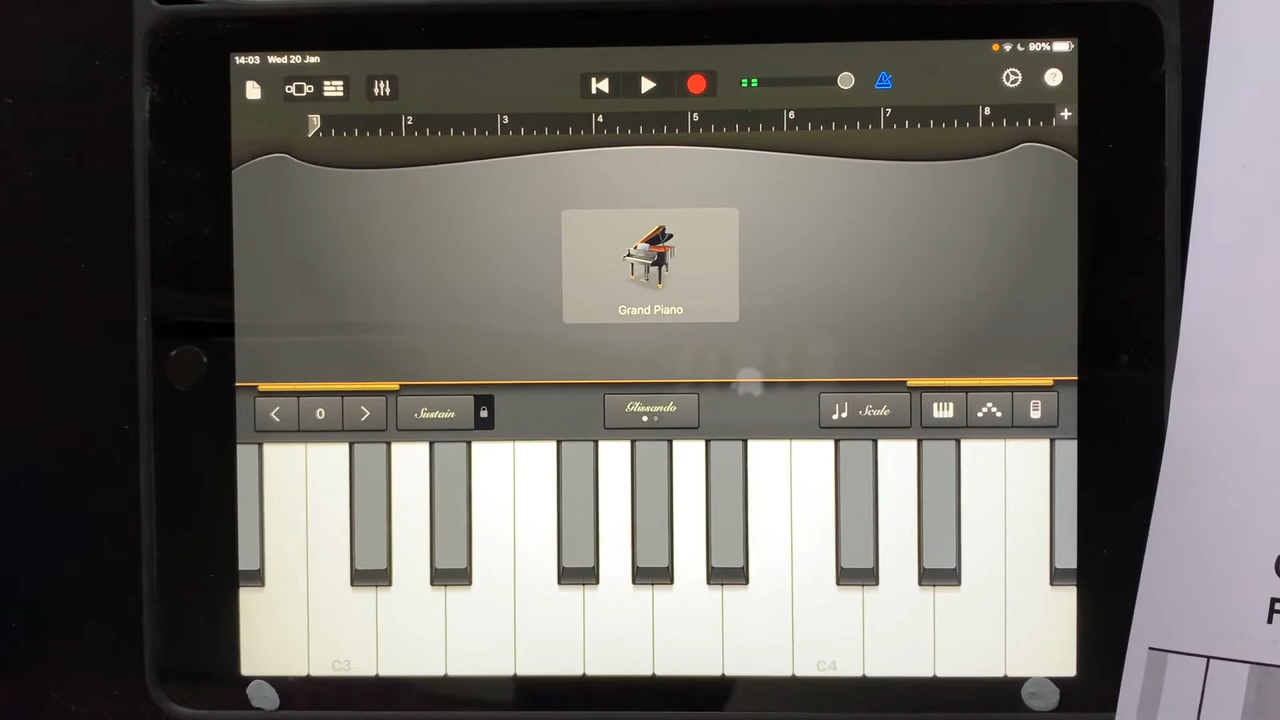 14:03 Wed 20 Jan
90%
?
1 2 3 4 5 6 7 8 +
Grand Piano
0 Sustain Glissando Scale
C3 C4
F